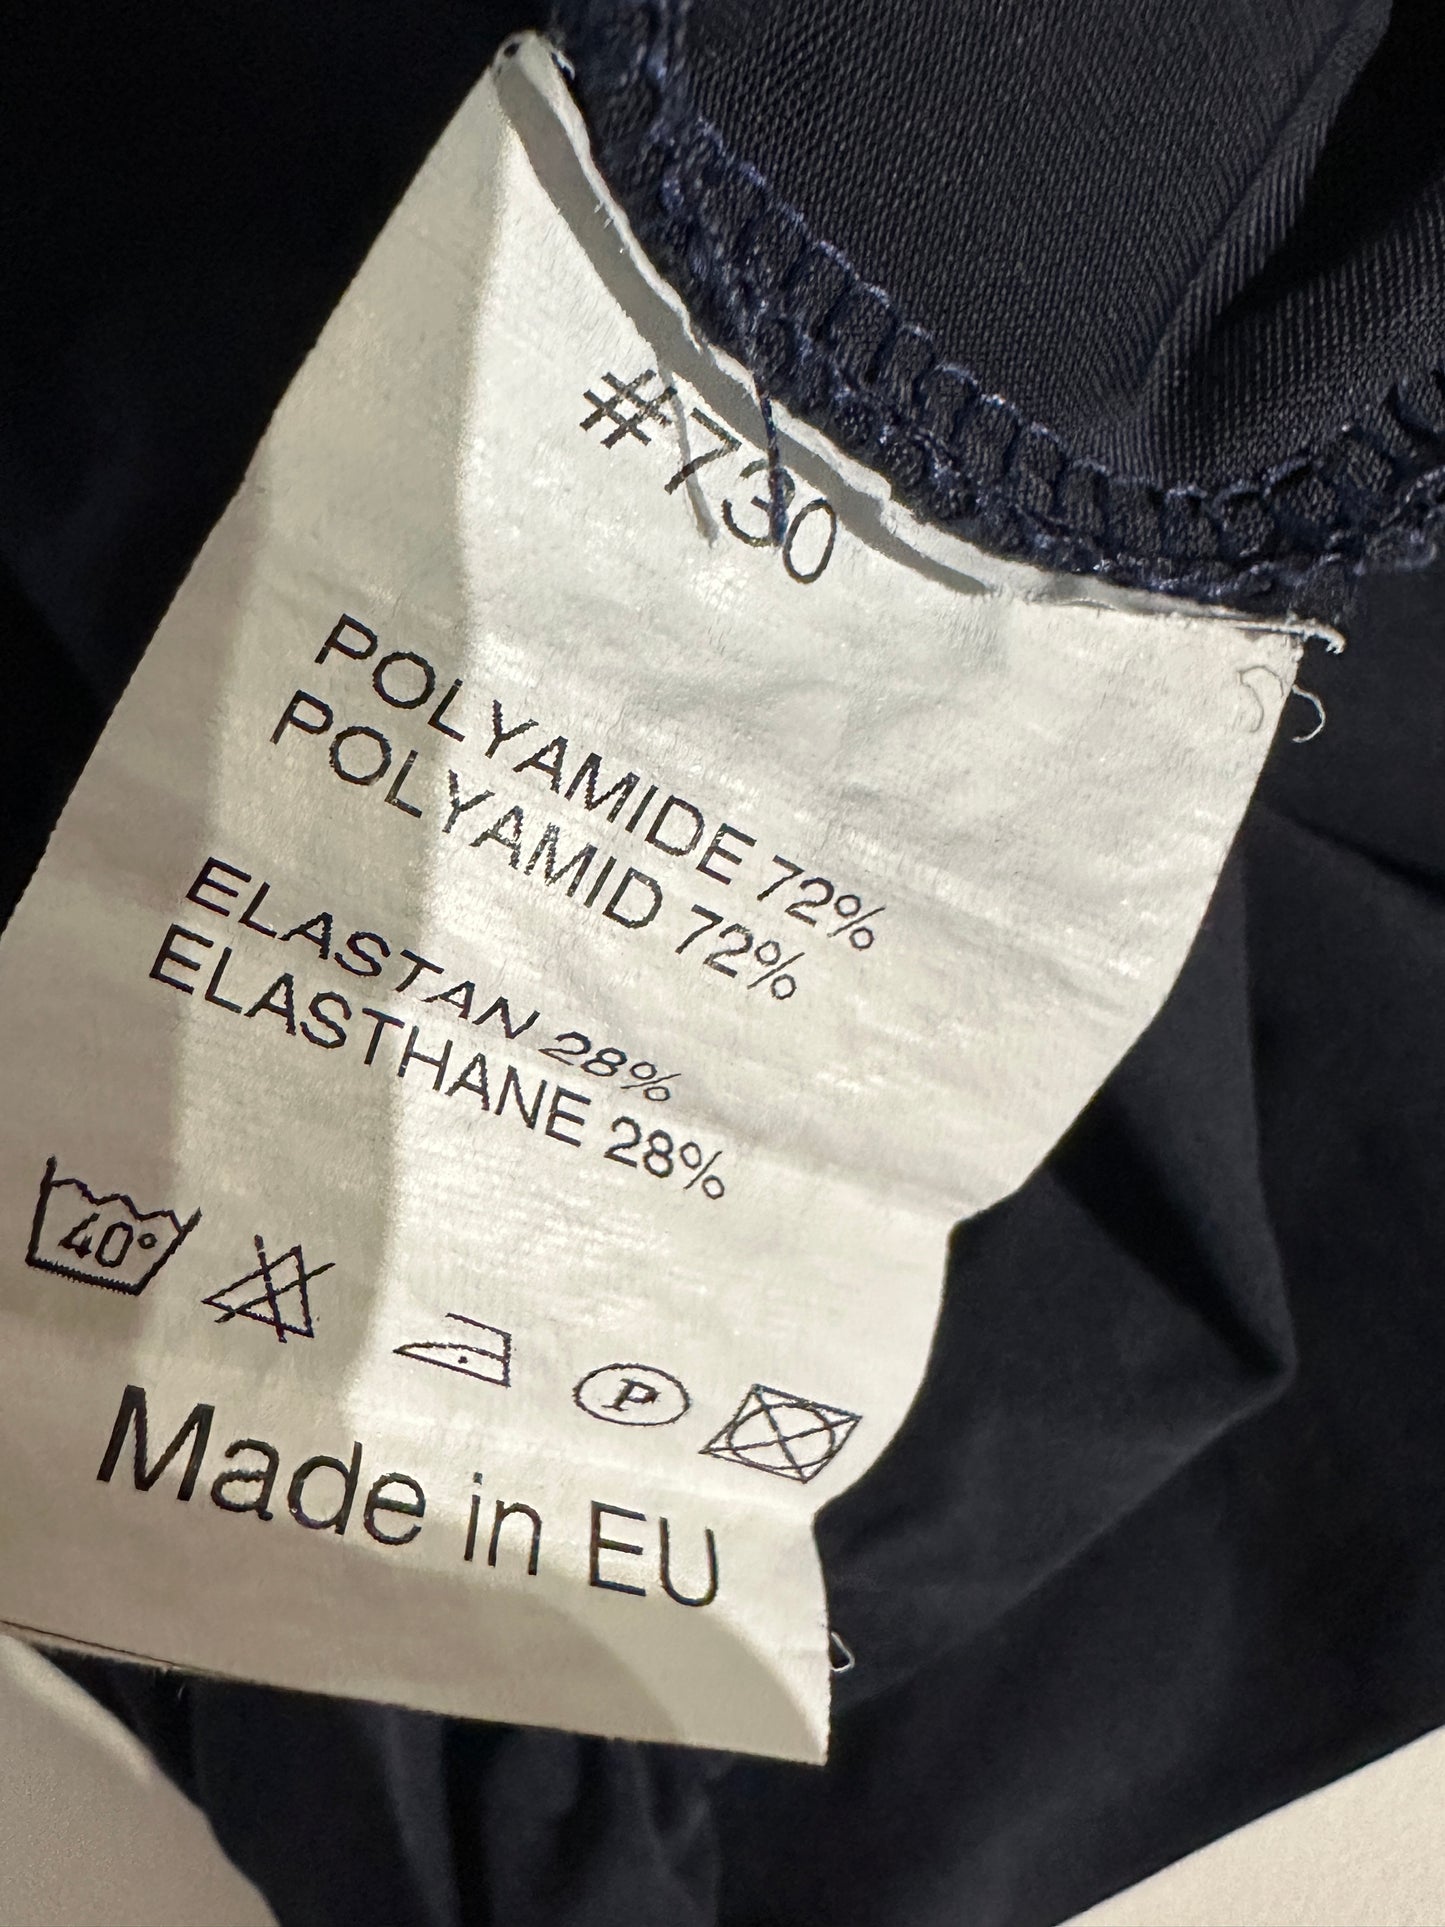 #730
POLYAMIDE 72%
POLYAMID 72%
ELASTAN 28%
ELASTHANE 28%
40°
P
Made in EU